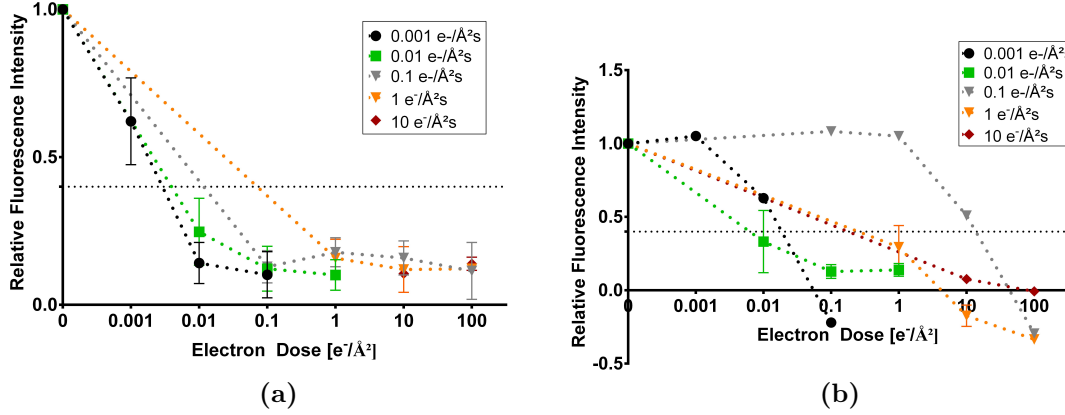 1.0
0.5
0.0
Relative Fluorescence Intensity
0.001 e-/Å²s
0.01 e-/Å²s
0.1 e-/Å²s
1 e⁻/Å²s
10 e⁻/Å²s
0 0.001 0.01 0.1 1 10 100
Electron Dose [e⁻/Å²]
(a)
1.5
1.0
0.5
0.0
-0.5
Relative Fluorescence Intensity
0.001 e-/Å²s
0.01 e-/Å²s
0.1 e-/Å²s
1 e⁻/Å²s
10 e⁻/Å²s
0 0.001 0.01 0.1 1 10 100
Electron Dose [e⁻/Å²]
(b)